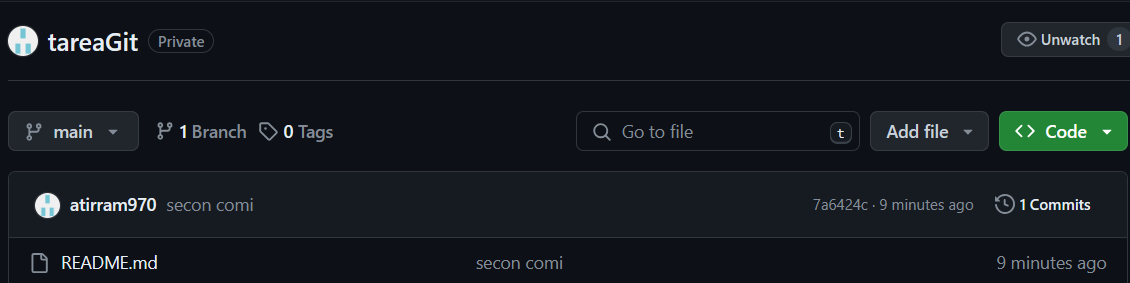 tareaGit Private Unwatch 1
main 1 Branch 0 Tags Go to file t Add file Code
atirram970 secon comi 7a6424c · 9 minutes ago 1 Commits
README.md secon comi 9 minutes ago